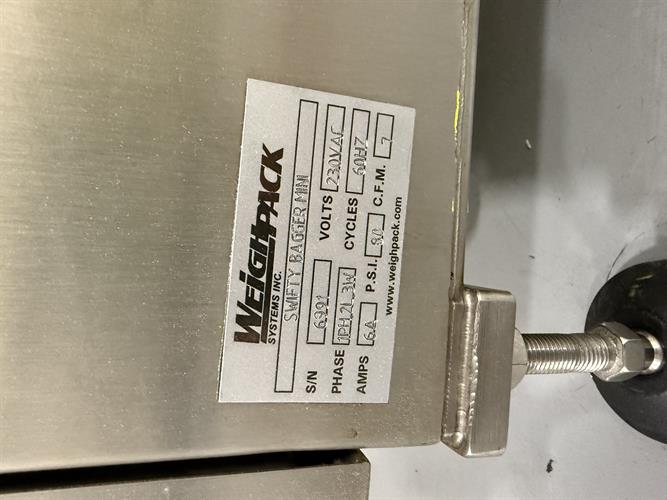 WEIGHPACK
SYSTEMS INC.
SWIFTY BAGGER MINI
S/N 6991 VOLTS 230VAC
PHASE 1PH,2L,3W CYCLES 60HZ
AMPS 6A P.S.I. 80 C.F.M. 7
www.weighpack.com